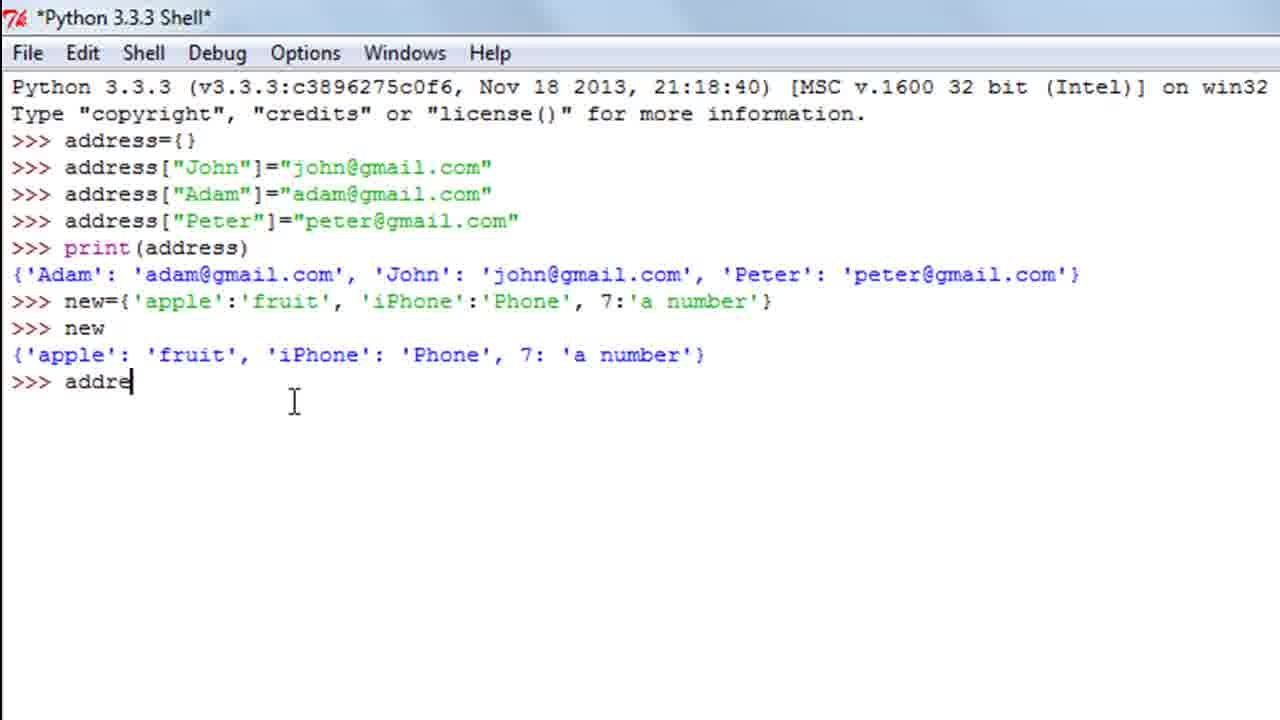 *Python 3.3.3 Shell*
File Edit Shell Debug Options Windows Help
Python 3.3.3 (v3.3.3:c3896275c0f6, Nov 18 2013, 21:18:40) [MSC v.1600 32 bit (Intel)] on win32
Type "copyright", "credits" or "license()" for more information.
>>> address={}
>>> address["John"]="john@gmail.com"
>>> address["Adam"]="adam@gmail.com"
>>> address["Peter"]="peter@gmail.com"
>>> print(address)
{'Adam': 'adam@gmail.com', 'John': 'john@gmail.com', 'Peter': 'peter@gmail.com'}
>>> new={'apple':'fruit', 'iPhone':'Phone', 7:'a number'}
>>> new
{'apple': 'fruit', 'iPhone': 'Phone', 7: 'a number'}
>>> addre